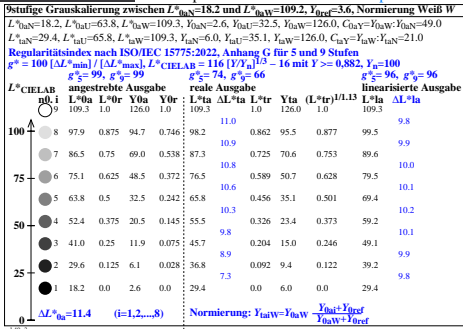 9stufige Grauskalierung zwischen L*0aN=18.2 und L*0aW=109.2, Y0ref=3.6, Normierung Weiß W
L*0aN=18.2, L*0aU=63.8, L*0aW=109.3, Y0aN=2.6, Y0aU=32.5, Y0aW=126.0, C0aY=Y0aW:Y0aN=49.0
L*taN=29.4, L*taU=65.8, L*taW=109.3, YtaN=6.0, YtaU=35.1, YtaW=126.0, CtaY=YtaW:YtaN=21.0
Regularitätsindex nach ISO/IEC 15775:2022, Anhang G für 5 und 9 Stufen
g* = 100 [ΔL*min] / [ΔL*max], L*CIELAB = 116 [Y/Yn]1/3 − 16 mit Y >= 0,882, Yn=100
g*5= 99, g*9= 99 g*5= 74, g*9= 66 g*5= 96, g*9= 96
L*CIELAB angestrebte Ausgabe reale Ausgabe linearisierte Ausgabe
n0. i L*0a L*0r Y0a Y0r L*ta ΔL*ta L*tr Yta (L*tr)1/1.13 L*la ΔL*la
9 109.3 1.0 126.0 1.0 109.3 1.0 126.0 1.0 109.3
11.0 9.8
100 8 97.9 0.875 94.7 0.746 98.2 0.862 95.5 0.877 99.5
10.9 9.9
7 86.5 0.75 69.0 0.538 87.3 0.725 70.6 0.753 89.6
10.8 10.0
75 6 75.1 0.625 48.5 0.372 76.5 0.589 50.7 0.628 79.5
10.6 10.1
5 63.8 0.5 32.5 0.242 65.8 0.456 35.1 0.501 69.4
10.3 10.2
50 4 52.4 0.375 20.5 0.145 55.5 0.326 23.4 0.373 59.2
9.8 10.1
3 41.0 0.25 11.9 0.075 45.7 0.204 15.0 0.246 49.1
8.9 9.9
25 2 29.6 0.125 6.1 0.028 36.8 0.092 9.4 0.122 39.2
7.3 9.8
1 18.2 0.0 2.6 0.0 29.4 0.0 6.0 0.0 29.4
0 ΔL*0a=11.4 (i=1,2,...,8) Normierung: YtaiW=Y0aW Y0ai+Y0ref
Y0aW+Y0ref